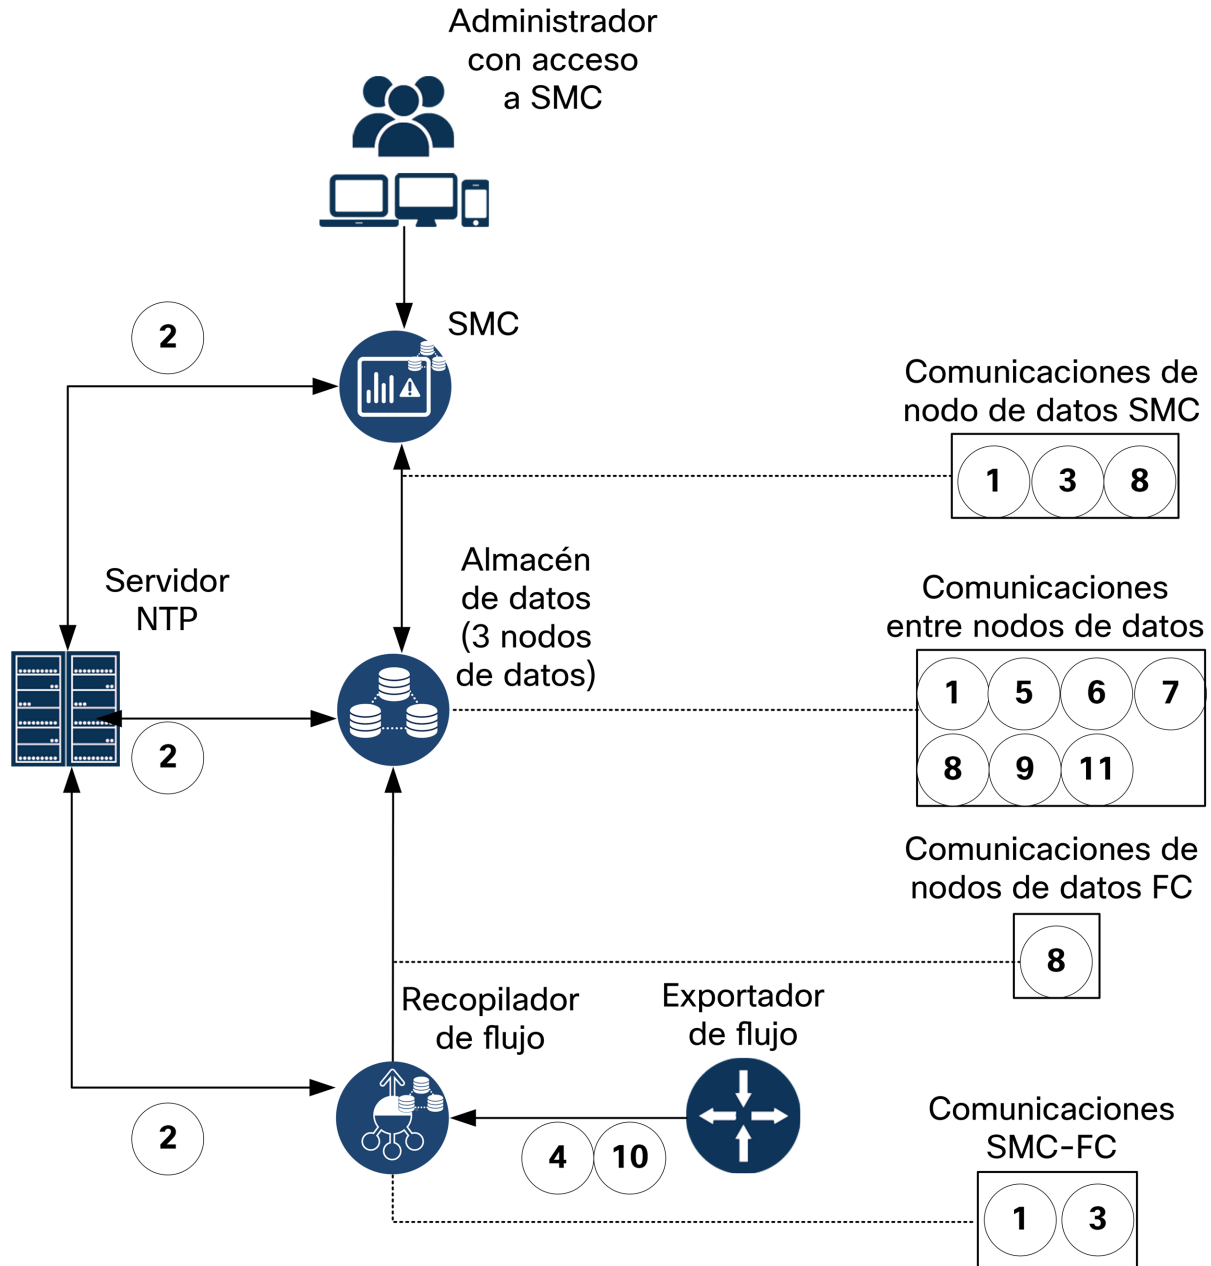 Administrador
con acceso
a SMC
SMC
2
Comunicaciones de
nodo de datos SMC
1 3 8
Almacén
de datos
(3 nodos
de datos)
Servidor
NTP
2
Comunicaciones
entre nodos de datos
1 5 6 7
8 9 11
Comunicaciones de
nodos de datos FC
8
Recopilador
de flujo
Exportador
de flujo
2
4 10
Comunicaciones
SMC-FC
1 3